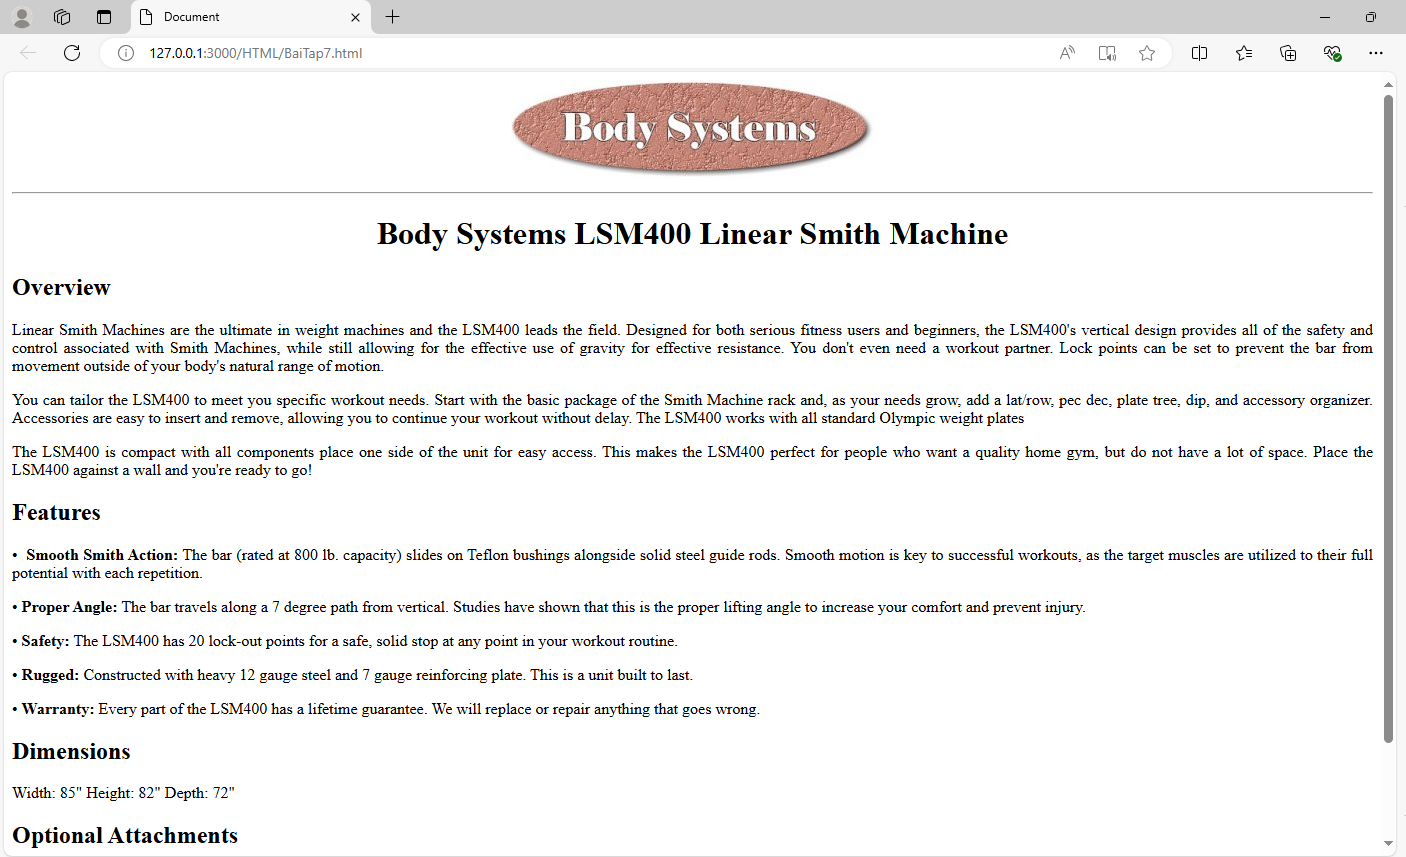 Document
127.0.0.1:3000/HTML/BaiTap7.html
Body Systems
Body Systems LSM400 Linear Smith Machine
Overview
Linear Smith Machines are the ultimate in weight machines and the LSM400 leads the field. Designed for both serious fitness users and beginners, the LSM400's vertical design provides all of the safety and
control associated with Smith Machines, while still allowing for the effective use of gravity for effective resistance. You don't even need a workout partner. Lock points can be set to prevent the bar from
movement outside of your body's natural range of motion.
You can tailor the LSM400 to meet you specific workout needs. Start with the basic package of the Smith Machine rack and, as your needs grow, add a lat/row, pec dec, plate tree, dip, and accessory organizer.
Accessories are easy to insert and remove, allowing you to continue your workout without delay. The LSM400 works with all standard Olympic weight plates
The LSM400 is compact with all components place one side of the unit for easy access. This makes the LSM400 perfect for people who want a quality home gym, but do not have a lot of space. Place the
LSM400 against a wall and you're ready to go!
Features
• Smooth Smith Action: The bar (rated at 800 lb. capacity) slides on Teflon bushings alongside solid steel guide rods. Smooth motion is key to successful workouts, as the target muscles are utilized to their full
potential with each repetition.
• Proper Angle: The bar travels along a 7 degree path from vertical. Studies have shown that this is the proper lifting angle to increase your comfort and prevent injury.
• Safety: The LSM400 has 20 lock-out points for a safe, solid stop at any point in your workout routine.
• Rugged: Constructed with heavy 12 gauge steel and 7 gauge reinforcing plate. This is a unit built to last.
• Warranty: Every part of the LSM400 has a lifetime guarantee. We will replace or repair anything that goes wrong.
Dimensions
Width: 85" Height: 82" Depth: 72"
Optional Attachments